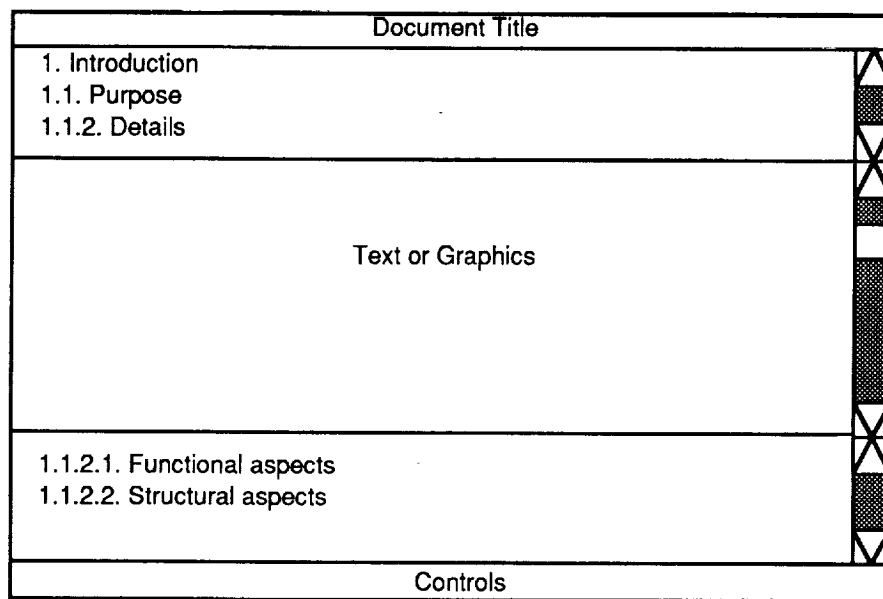 Document Title
1. Introduction
1.1. Purpose
1.1.2. Details
Text or Graphics
1.1.2.1. Functional aspects
1.1.2.2. Structural aspects
Controls